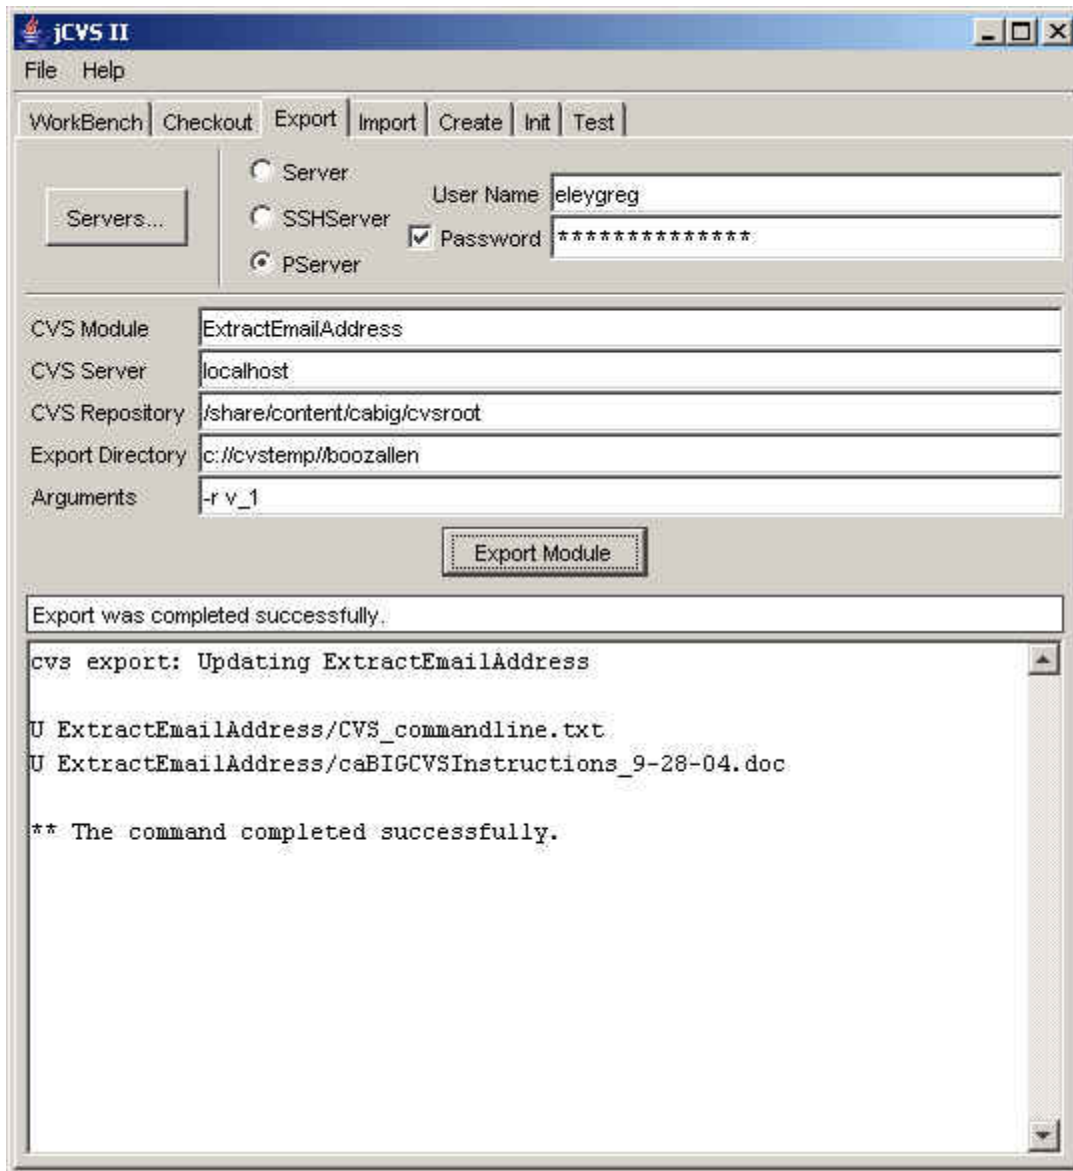 jCVS II
File Help
WorkBench Checkout Export Import Create Init Test
Servers...
Server
SSHServer
PServer
User Name eleygreg
Password **************
CVS Module ExtractEmailAddress
CVS Server localhost
CVS Repository /share/content/cabig/cvsroot
Export Directory c://cvstemp//boozallen
Arguments -r v_1
Export Module
Export was completed successfully.
cvs export: Updating ExtractEmailAddress
U ExtractEmailAddress/CVS_commandline.txt
U ExtractEmailAddress/caBIGCVSInstructions_9-28-04.doc
** The command completed successfully.